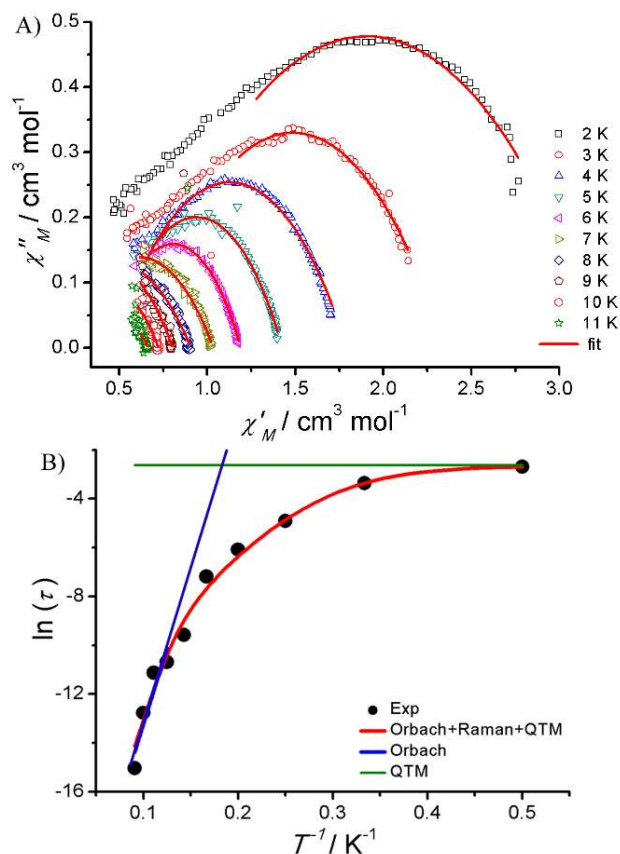 A)
χ''M / cm³ mol⁻¹
0.5
0.4
0.3
0.2
0.1
0.0
0.5 1.0 1.5 2.0 2.5 3.0
χ'M / cm³ mol⁻¹
2 K
3 K
4 K
5 K
6 K
7 K
8 K
9 K
10 K
11 K
fit
B)
ln (τ)
-4
-8
-12
-16
0.1 0.2 0.3 0.4 0.5
T⁻¹ / K⁻¹
Exp
Orbach+Raman+QTM
Orbach
QTM